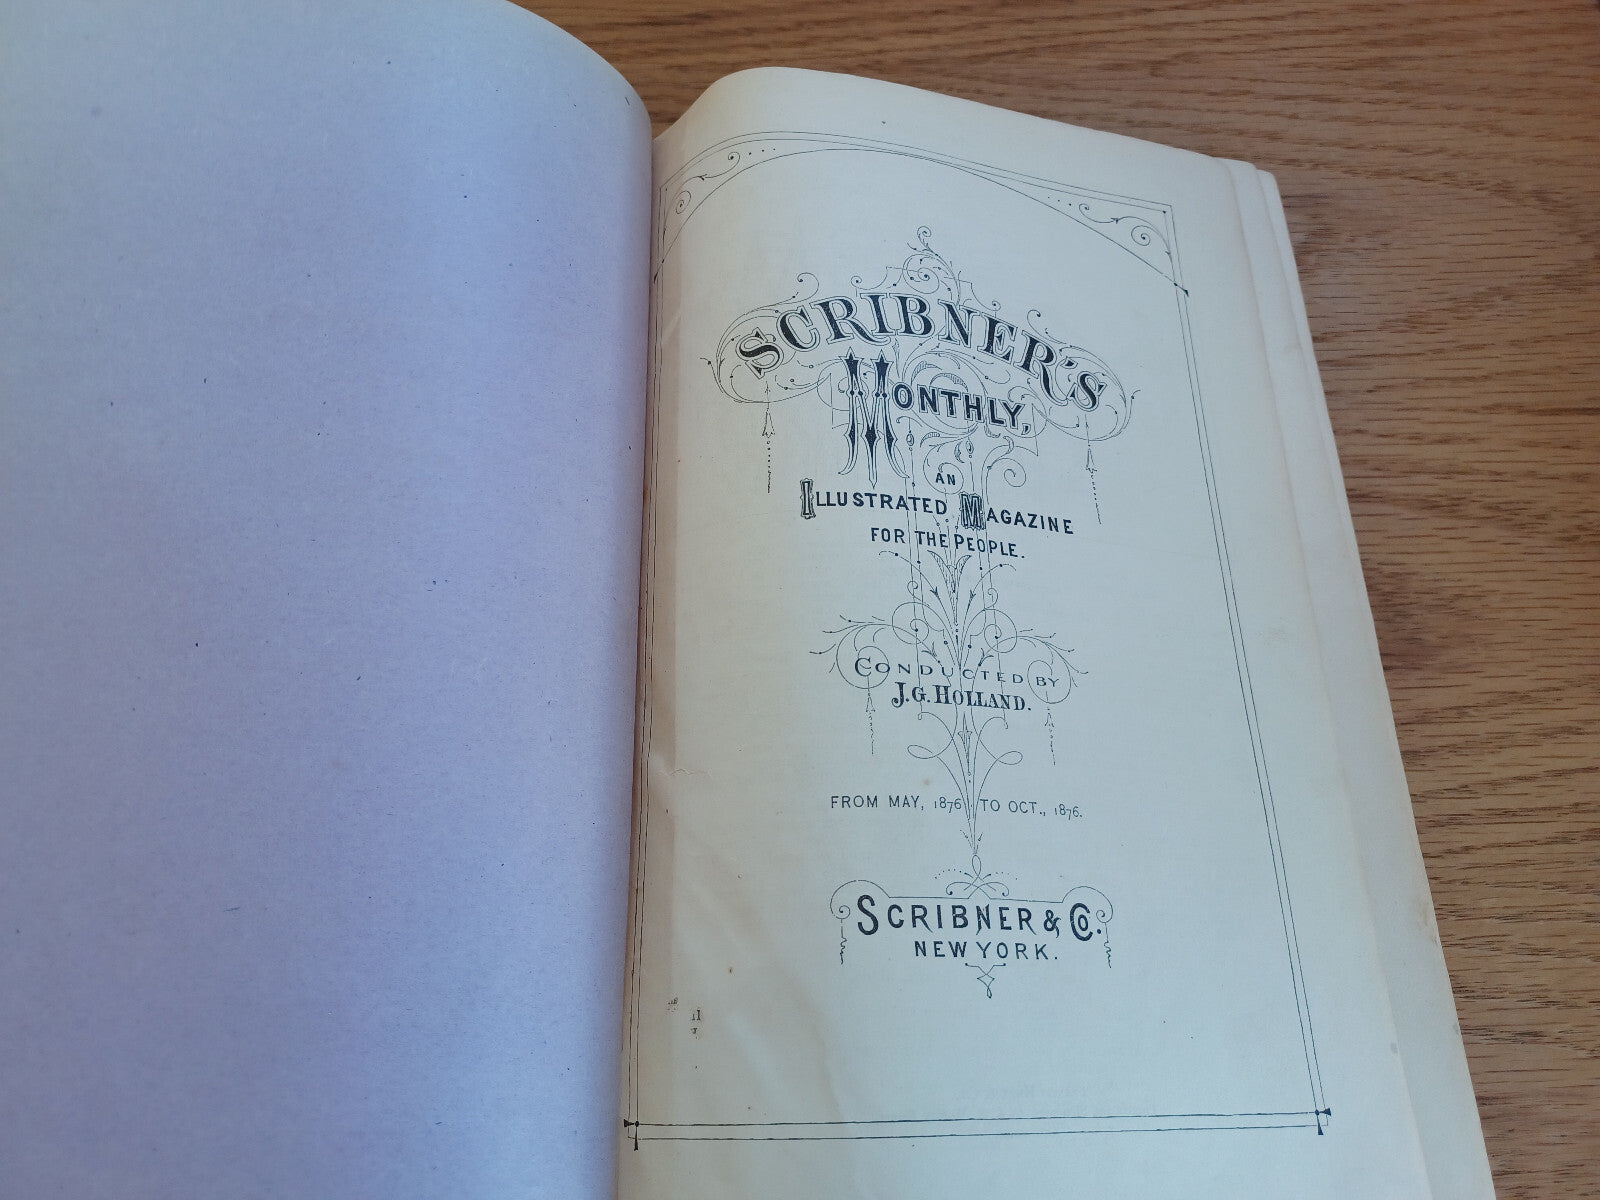 SCRIBNER'S
MONTHLY,
AN
ILLUSTRATED MAGAZINE
FOR THE PEOPLE.
CONDUCTED BY
J.G. HOLLAND.
FROM MAY, 1876. TO OCT., 1876.
SCRIBNER & CO.
NEW YORK.